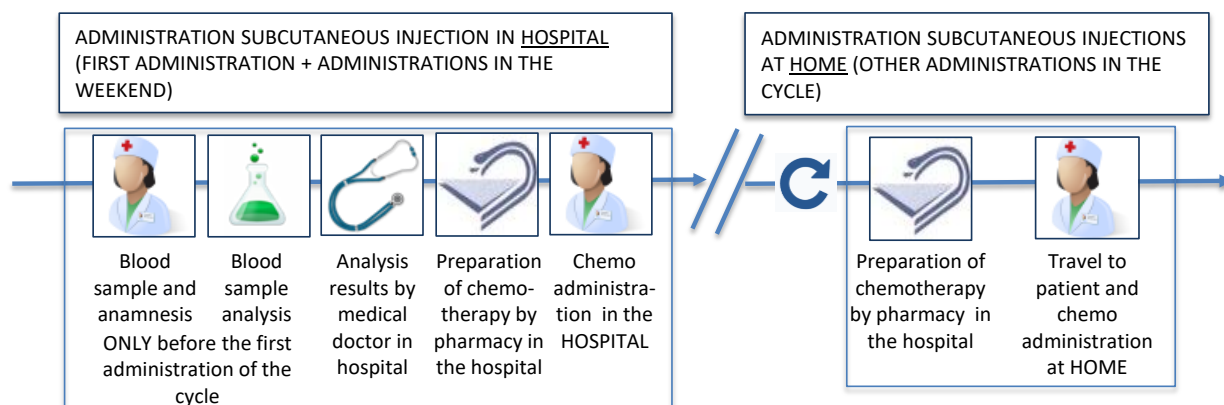 ADMINISTRATION SUBCUTANEOUS INJECTION IN HOSPITAL
(FIRST ADMINISTRATION + ADMINISTRATIONS IN THE
WEEKEND)
ADMINISTRATION SUBCUTANEOUS INJECTIONS
AT HOME (OTHER ADMINISTRATIONS IN THE
CYCLE)
Blood
sample and
anamnesis
Blood
sample
analysis
ONLY before the first
administration of the
cycle
Analysis
results by
medical
doctor in
hospital
Preparation
of chemo-
therapy by
pharmacy in
the hospital
Chemo
administra-
tion in the
HOSPITAL
Preparation of
chemotherapy
by pharmacy in
the hospital
Travel to
patient and
chemo
administration
at HOME